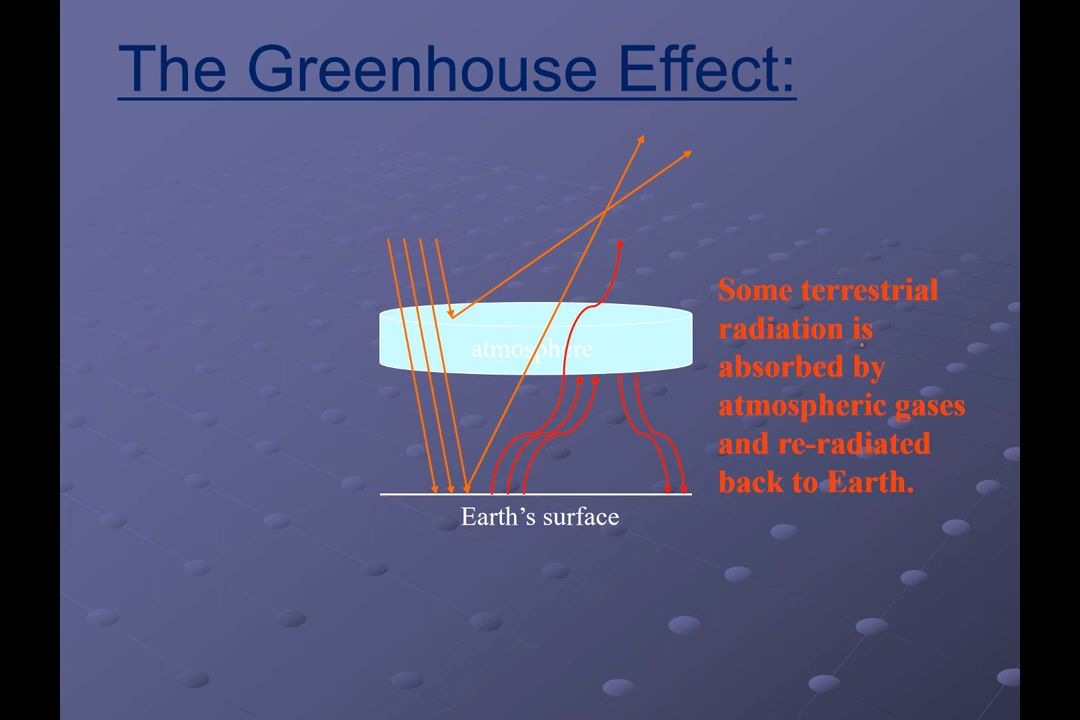 The Greenhouse Effect:
atmosphere
Some terrestrial
radiation is
absorbed by
atmospheric gases
and re-radiated
back to Earth.
Earth’s surface